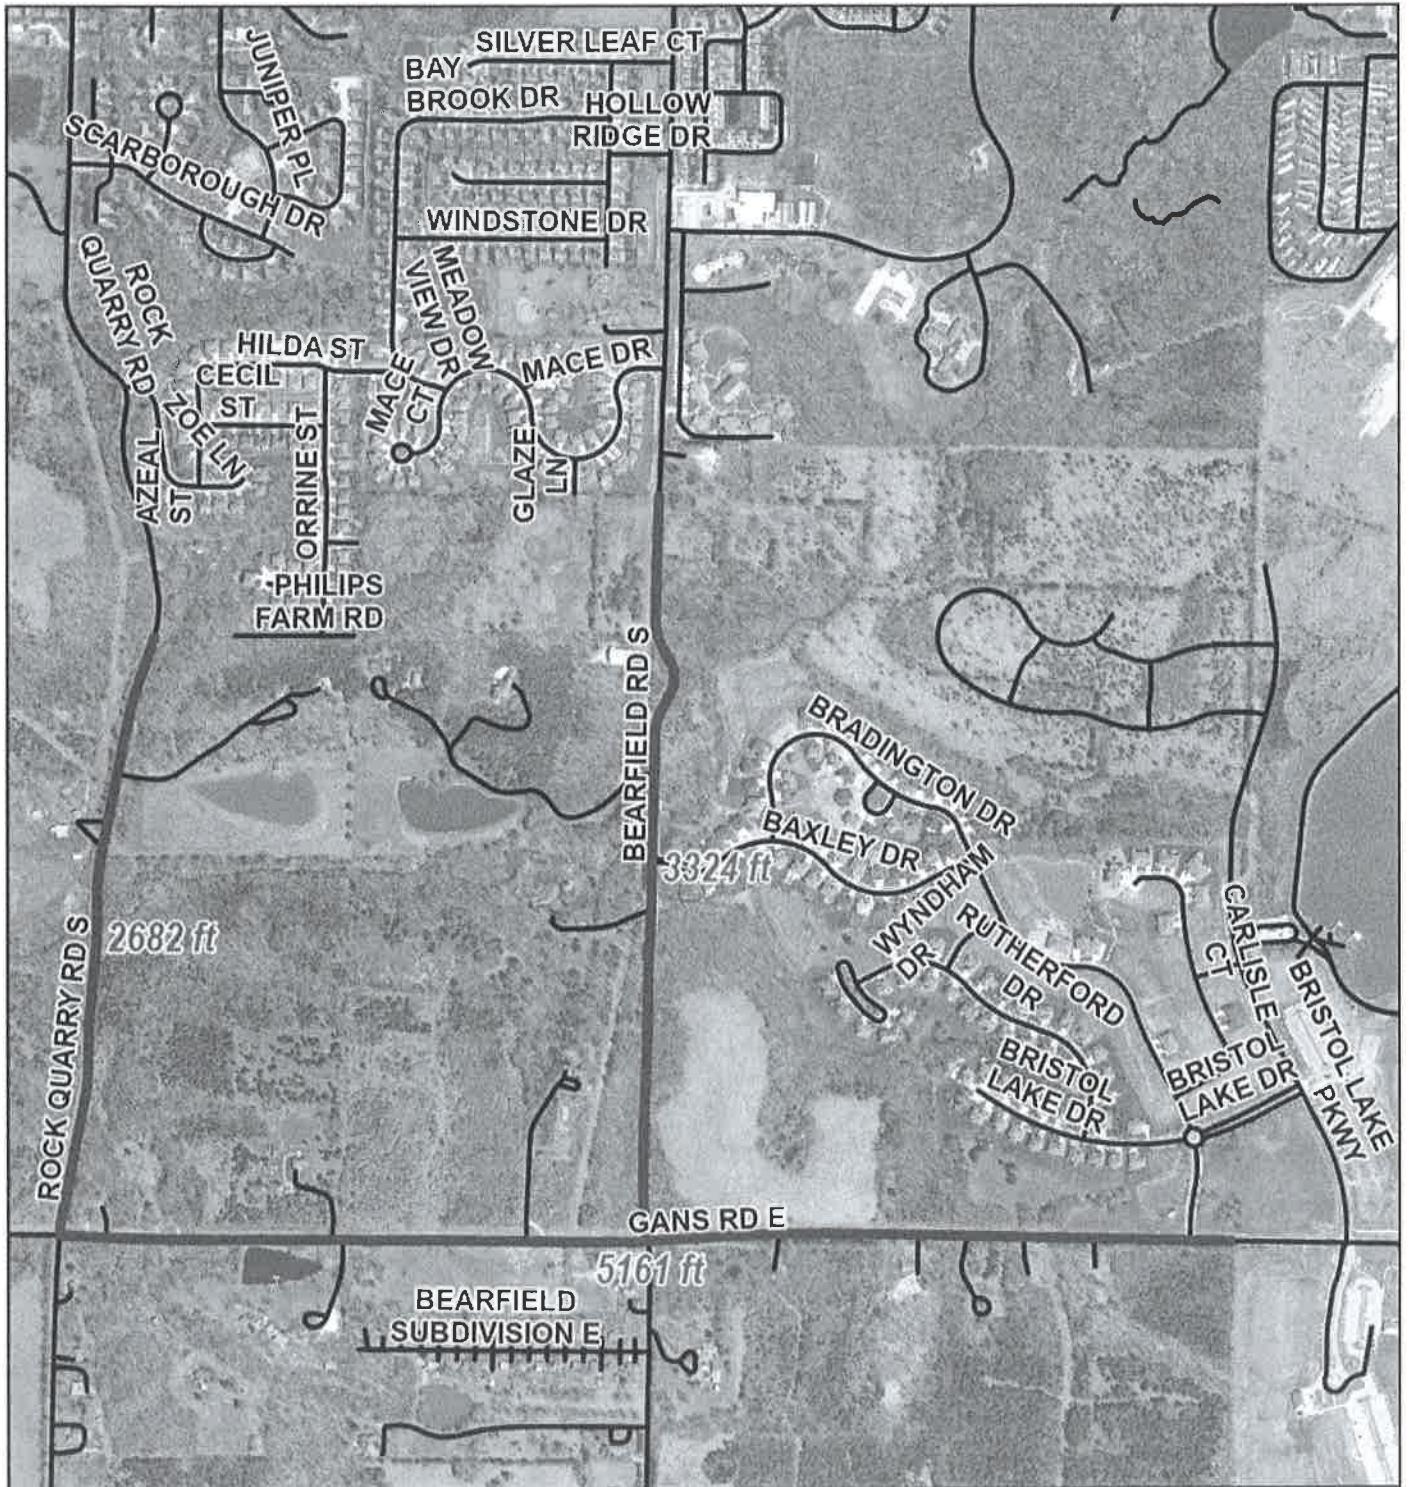 SILVER LEAF CT
BAY
BROOK DR
HOLLOW
RIDGE DR
JUNIPER PL
SCARBOROUGH DR
WINDSTONE DR
ROCK
QUARRY RD
MEADOW
VIEW DR
HILDA ST
MACE
CT
MACE DR
CECIL
ST
ZOE LN
AZEAL
ST
ORRINE ST
GLAZE
LN
PHILIPS
FARM RD
BEARFIELD RD S
BRADINGTON DR
BAXLEY DR
3324 ft
WYNDHAM
DR
2682 ft
ROCK QUARRY RD S
RUTHERFORD
DR
CARLISLE
CT
BRISTOL LAKE
PKWY
BRISTOL
LAKE DR
BRISTOL
LAKE DR
GANS RD E
5161 ft
BEARFIELD
SUBDIVISION E